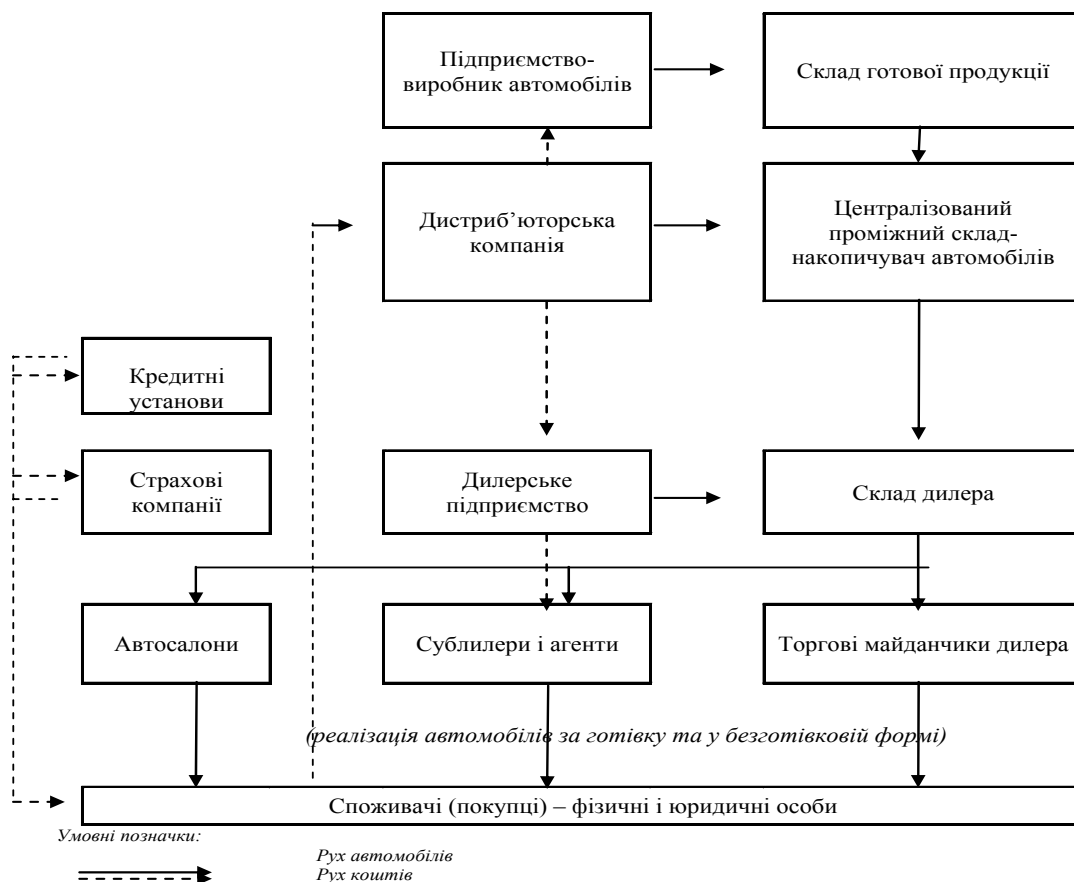 Підприємство-
виробник автомобілів
Склад готової продукції
Дистриб’юторська
компанія
Централізований
проміжний склад-
накопичувач автомобілів
Кредитні
установи
Страхові
компанії
Дилерське
підприємство
Склад дилера
Автосалони
Сублилери і агенти
Торгові майданчики дилера
(реалізація автомобілів за готівку та у безготівковій формі)
Споживачі (покупці) – фізичні і юридичні особи
Умовні позначки:
Рух автомобілів
Рух коштів